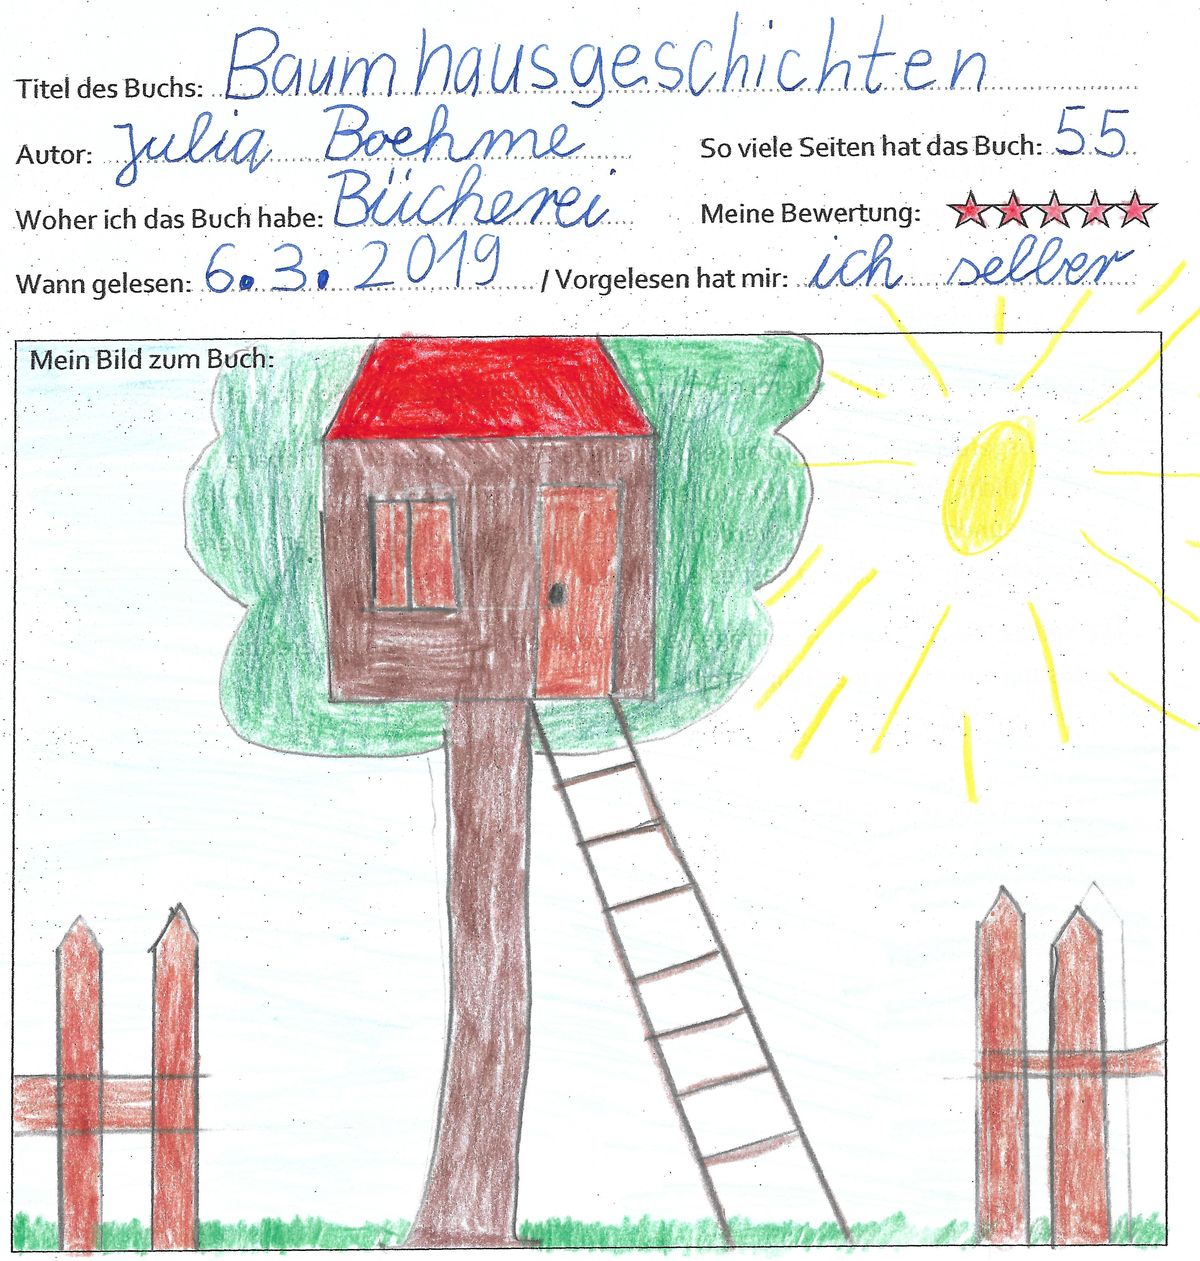 Titel des Buchs: Baumhausgeschichten
Autor: Julia Boehme So viele Seiten hat das Buch: 55
Woher ich das Buch habe: Bücherei Meine Bewertung:
Wann gelesen: 6.3.2019 / Vorgelesen hat mir: ich selber
Mein Bild zum Buch: